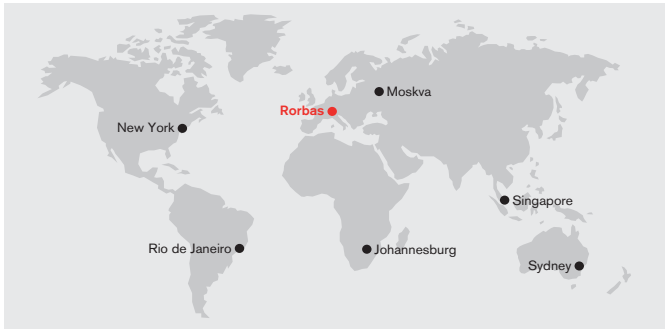 Moskva
Rorbas
New York
Singapore
Rio de Janeiro
Johannesburg
Sydney